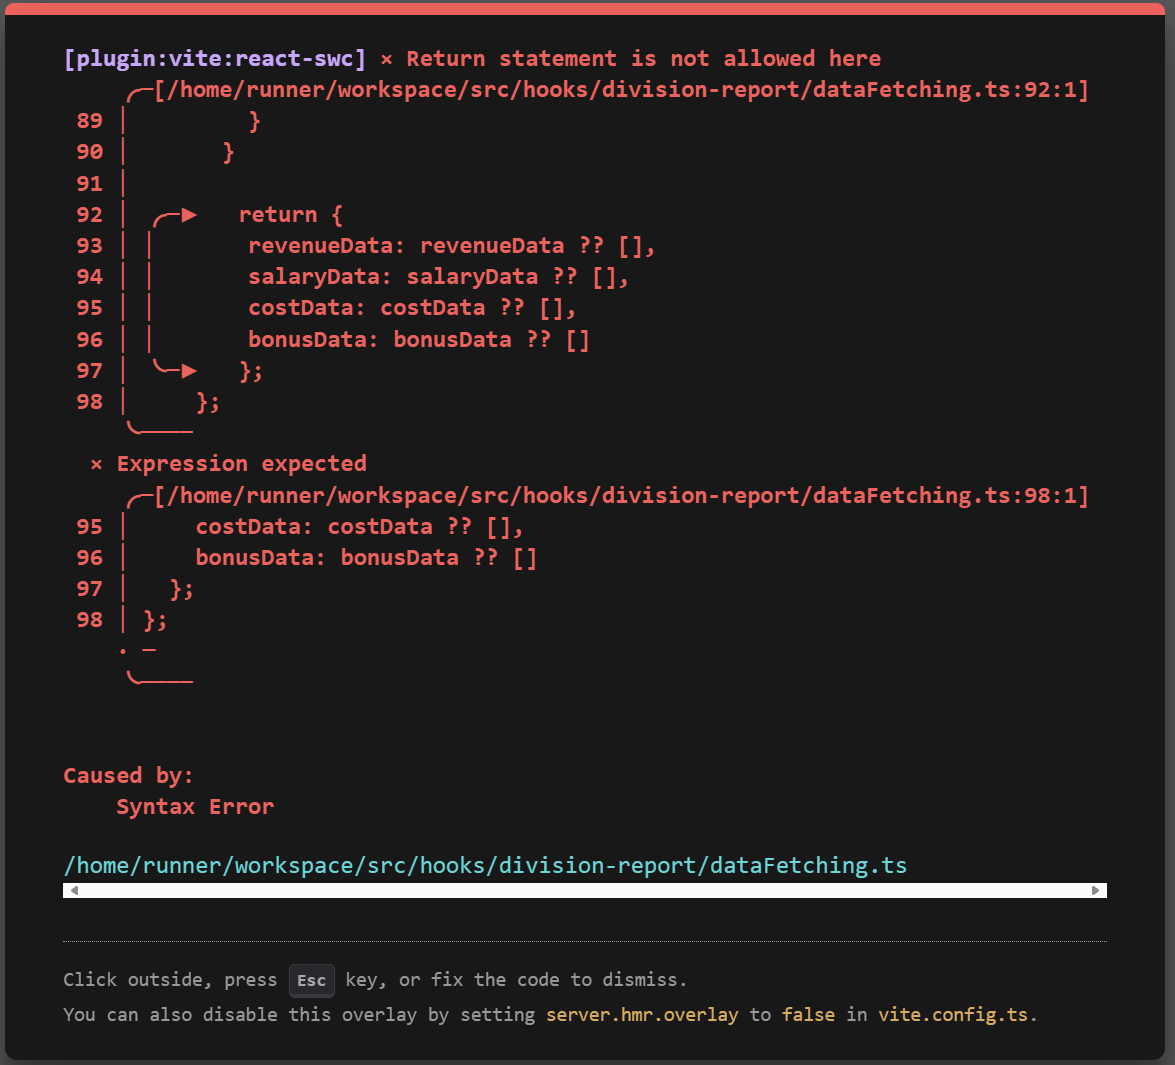 [plugin:vite:react-swc] × Return statement is not allowed here
     ╭─[/home/runner/workspace/src/hooks/division-report/dataFetching.ts:92:1]
 89 │         }
 90 │       }
 91 │
 92 │ ╭─▶   return {
 93 │ │       revenueData: revenueData ?? [],
 94 │ │       salaryData: salaryData ?? [],
 95 │ │       costData: costData ?? [],
 96 │ │       bonusData: bonusData ?? []
 97 │ ╰─▶   };
 98 │     };
     ╰────
  × Expression expected
     ╭─[/home/runner/workspace/src/hooks/division-report/dataFetching.ts:98:1]
 95 │     costData: costData ?? [],
 96 │     bonusData: bonusData ?? []
 97 │   };
 98 │ };
    · ─
     ╰────
Caused by:
    Syntax Error
/home/runner/workspace/src/hooks/division-report/dataFetching.ts
Click outside, press Esc key, or fix the code to dismiss.
You can also disable this overlay by setting server.hmr.overlay to false in vite.config.ts.